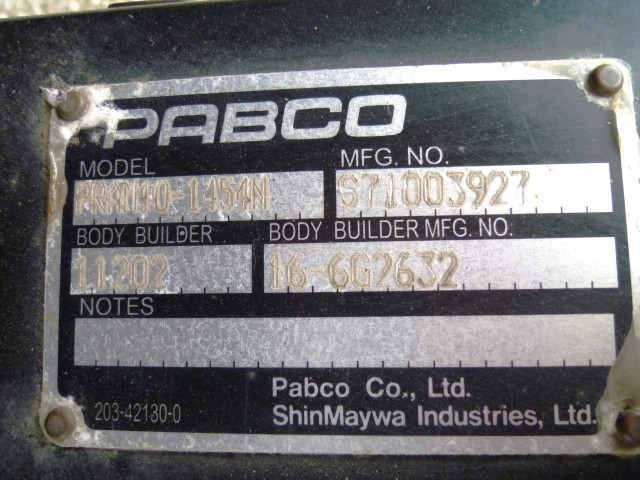 PABCO
MODEL MFG. NO.
S71003927
BODY BUILDER BODY BUILDER MFG. NO.
11202 16-6G2632
NOTES
203-42130-0
Pabco Co., Ltd.
ShinMaywa Industries, Ltd.